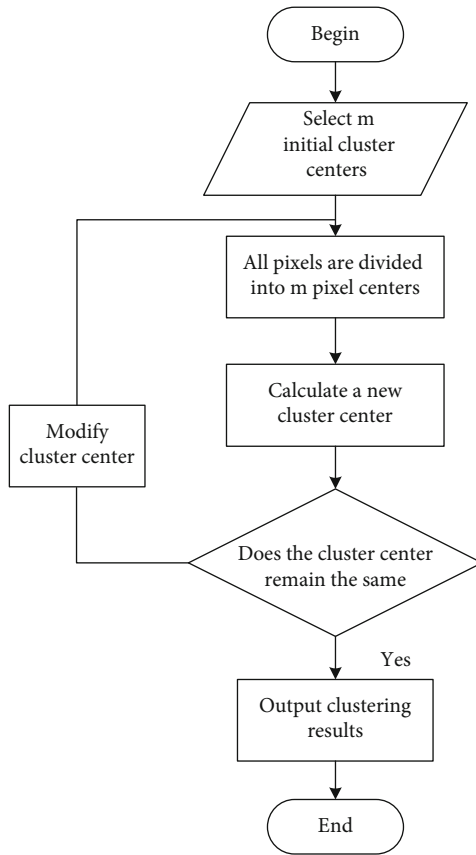 Begin
Select m
initial cluster
centers
All pixels are divided
into m pixel centers
Calculate a new
cluster center
Modify
cluster center
Does the cluster center
remain the same
Yes
Output clustering
results
End